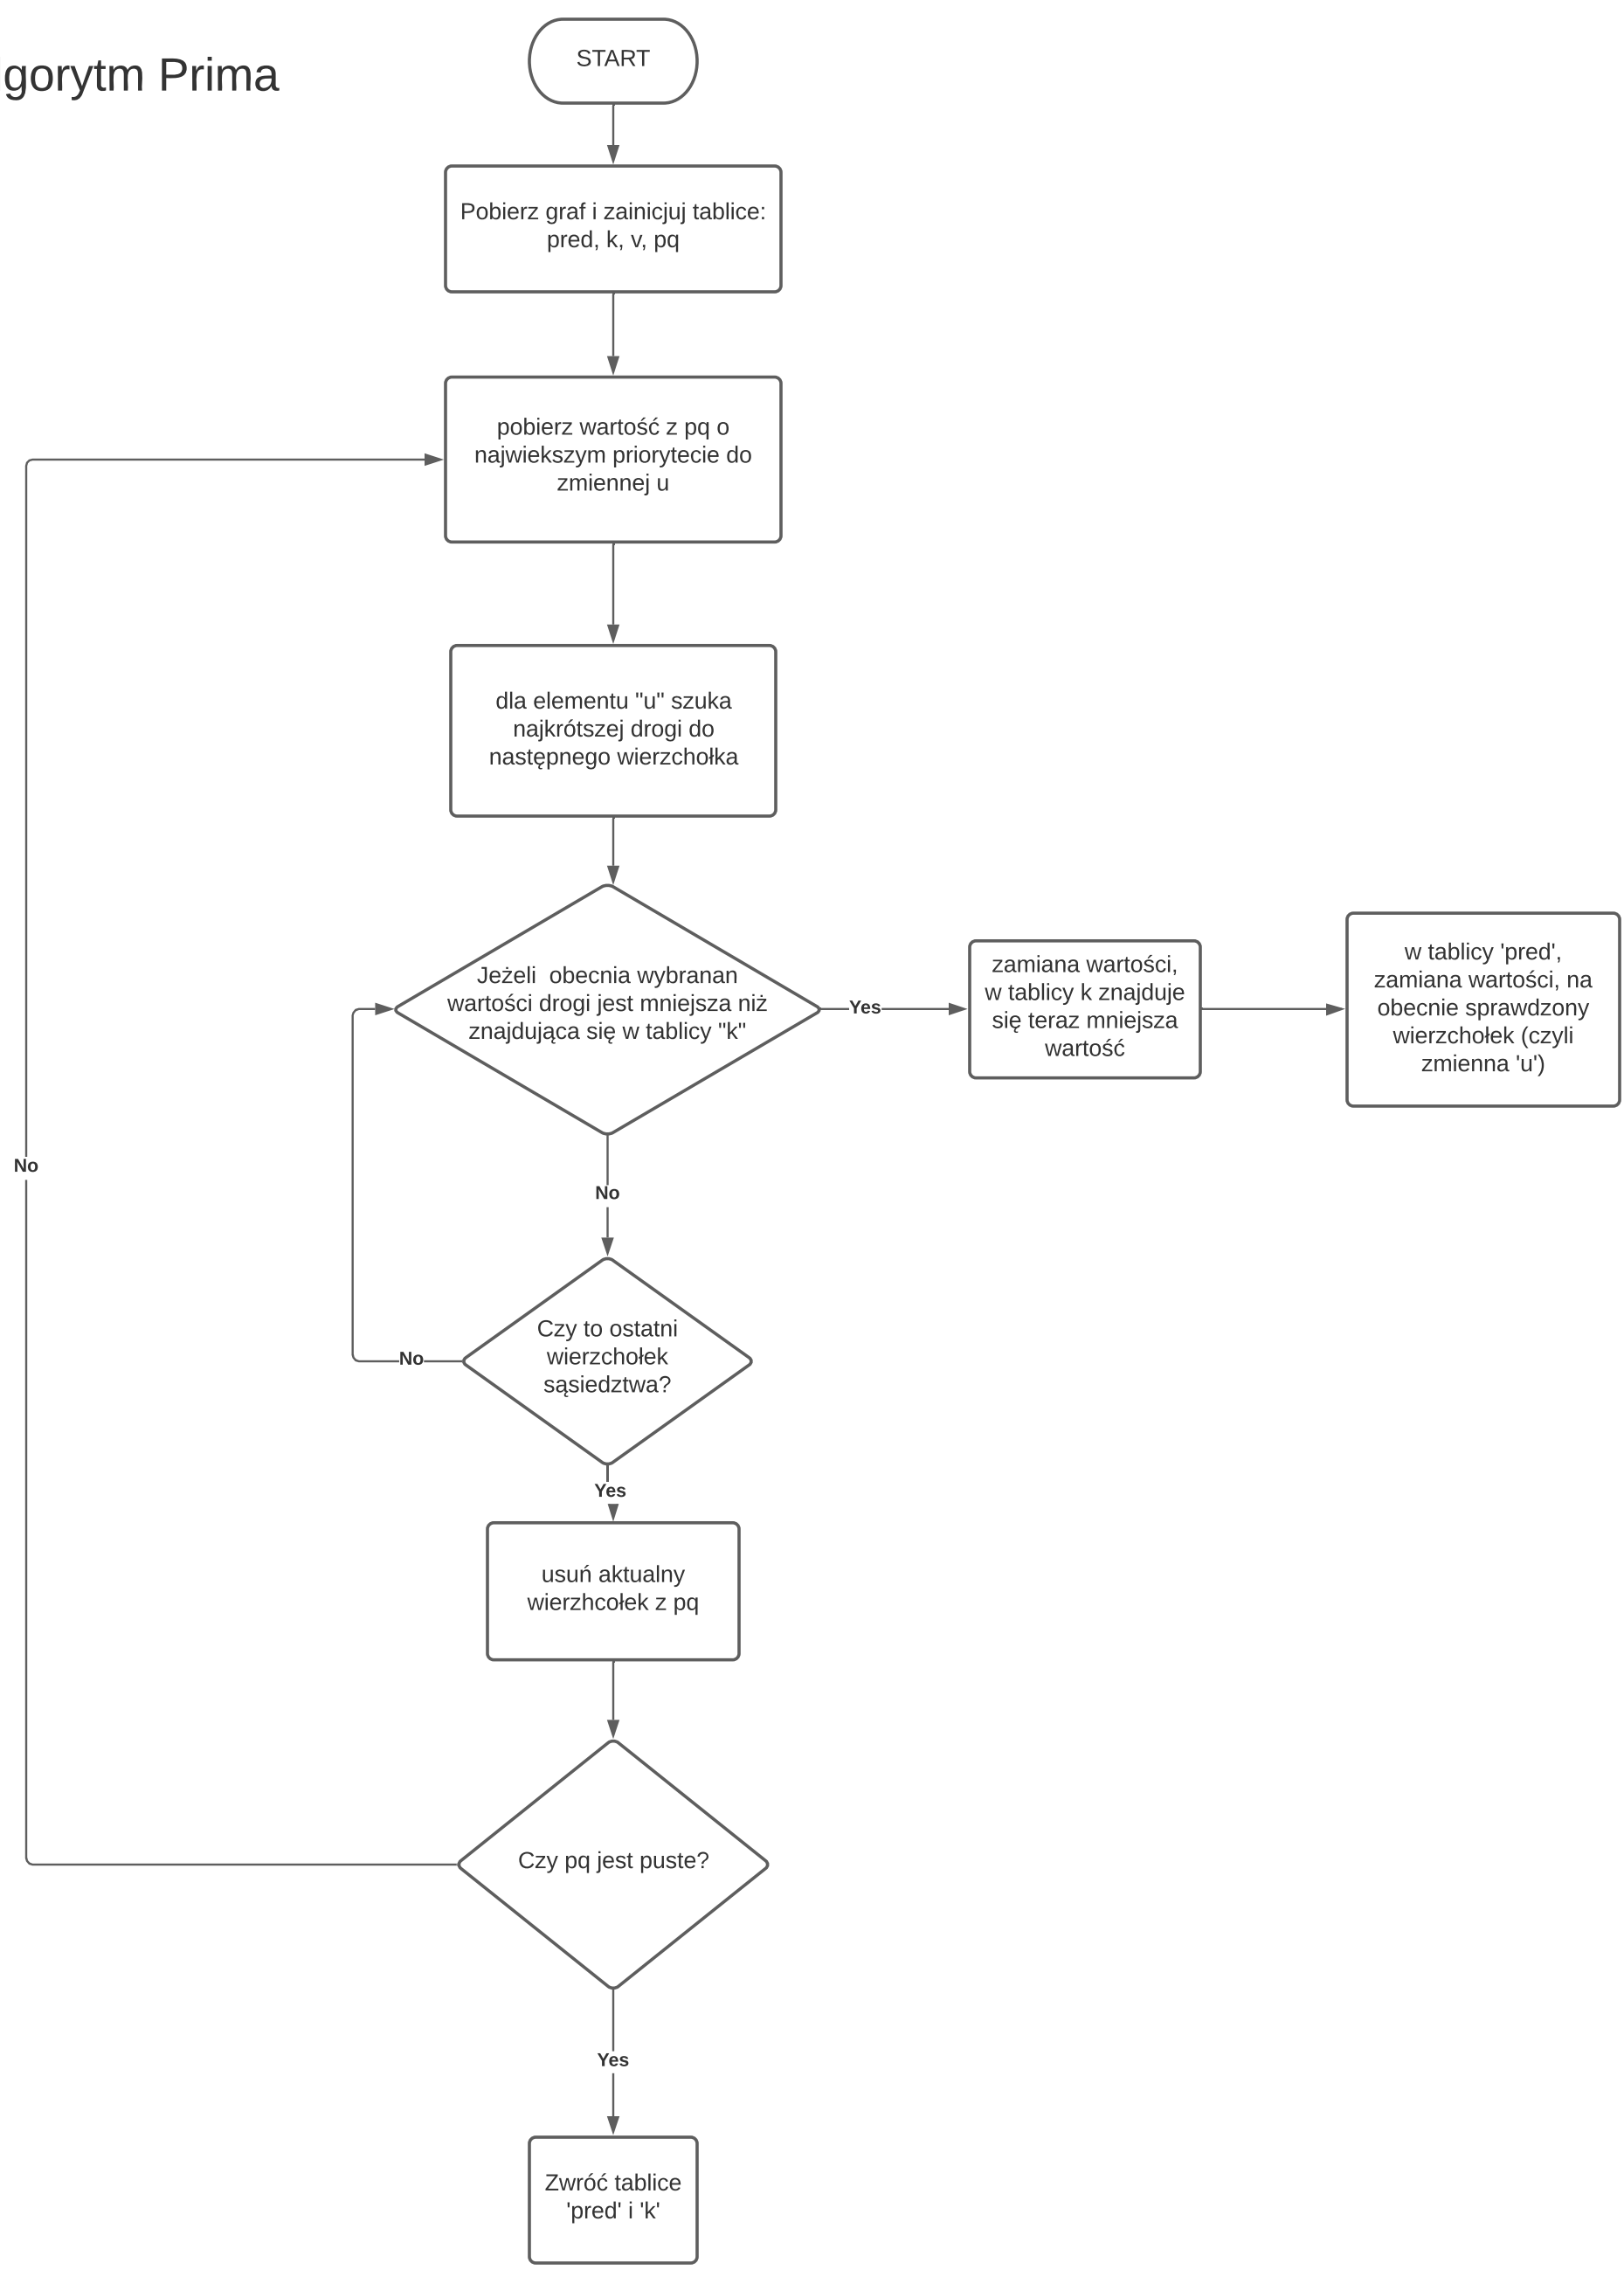 gorytm Prima
START
Pobierz graf i zainicjuj tablice:
pred, k, v, pq
pobierz wartość z pq o
najwiekszym priorytecie do
zmiennej u
dla elementu "u" szuka
najkrótszej drogi do
następnego wierzchołka
Jeżeli  obecnia wybranan
wartości drogi jest mniejsza niż
znajdująca się w tablicy "k"
Yes
zamiana wartości,
w tablicy k znajduje
się teraz mniejsza
wartość
w tablicy 'pred',
zamiana wartości, na
obecnie sprawdzony
wierzchołek (czyli
zmienna 'u')
No
No
Czy to ostatni
wierzchołek
sąsiedztwa?
No
Yes
usuń aktualny
wierzhcołek z pq
Czy pq jest puste?
Yes
Zwróć tablice
'pred' i 'k'